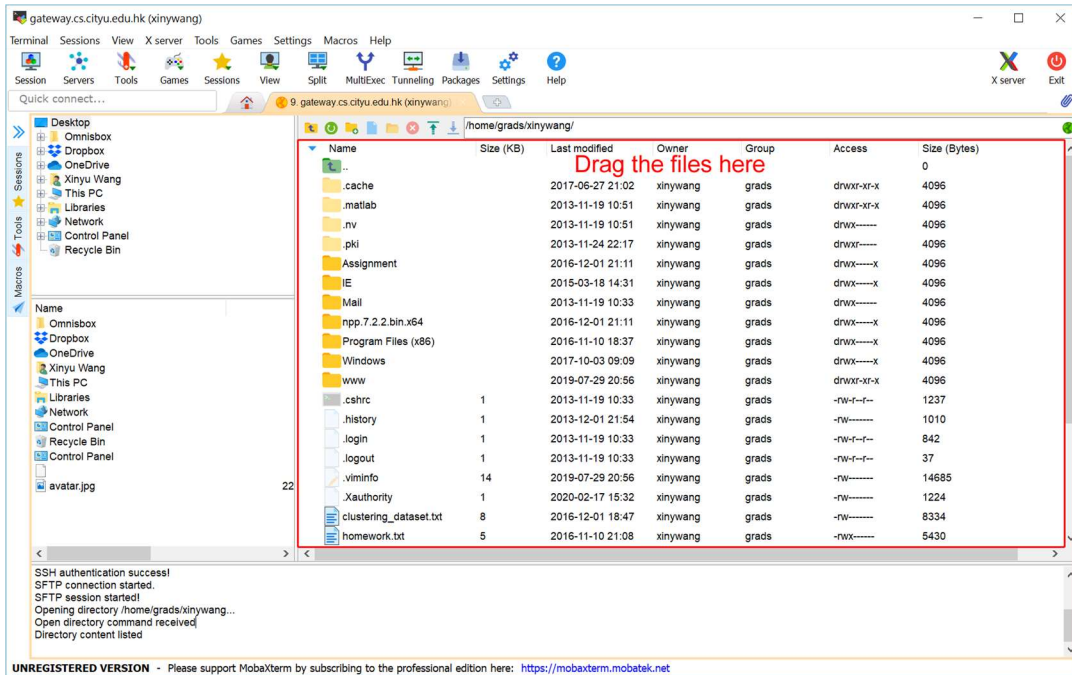 gateway.cs.cityu.edu.hk (xinywang)
Terminal Sessions View X server Tools Games Settings Macros Help
Session Servers Tools Games Sessions View Split MultiExec Tunneling Packages Settings Help X server Exit
Quick connect...
9. gateway.cs.cityu.edu.hk (xinywang)
Sessions
Tools
Macros
Desktop
Omnisbox
Dropbox
OneDrive
Xinyu Wang
This PC
Libraries
Network
Control Panel
Recycle Bin
Name
Omnisbox
Dropbox
OneDrive
Xinyu Wang
This PC
Libraries
Network
Control Panel
Recycle Bin
Control Panel
avatar.jpg 22
/home/grads/xinywang/
Name Size (KB) Last modified Owner Group Access Size (Bytes)
Drag the files here
.. 0
.cache 2017-06-27 21:02 xinywang grads drwxr-xr-x 4096
.matlab 2013-11-19 10:51 xinywang grads drwxr-xr-x 4096
.nv 2013-11-19 10:51 xinywang grads drwx------ 4096
.pki 2013-11-24 22:17 xinywang grads drwxr----- 4096
Assignment 2016-12-01 21:11 xinywang grads drwx-----x 4096
IE 2015-03-18 14:31 xinywang grads drwx-----x 4096
Mail 2013-11-19 10:33 xinywang grads drwx------ 4096
npp.7.2.2.bin.x64 2016-12-01 21:11 xinywang grads drwx-----x 4096
Program Files (x86) 2016-11-10 18:37 xinywang grads drwx-----x 4096
Windows 2017-10-03 09:09 xinywang grads drwx-----x 4096
www 2019-07-29 20:56 xinywang grads drwxr-xr-x 4096
.cshrc 1 2013-11-19 10:33 xinywang grads -rw-r--r-- 1237
.history 1 2013-12-01 21:54 xinywang grads -rw------- 1010
.login 1 2013-11-19 10:33 xinywang grads -rw-r--r-- 842
.logout 1 2013-11-19 10:33 xinywang grads -rw-r--r-- 37
.viminfo 14 2019-07-29 20:56 xinywang grads -rw------- 14685
.Xauthority 1 2020-02-17 15:32 xinywang grads -rw------- 1224
clustering_dataset.txt 8 2016-12-01 18:47 xinywang grads -rw------- 8334
homework.txt 5 2016-11-10 21:08 xinywang grads -rwx------ 5430
SSH authentication success!
SFTP connection started.
SFTP session started!
Opening directory /home/grads/xinywang...
Open directory command received
Directory content listed
UNREGISTERED VERSION - Please support MobaXterm by subscribing to the professional edition here: https://mobaxterm.mobatek.net